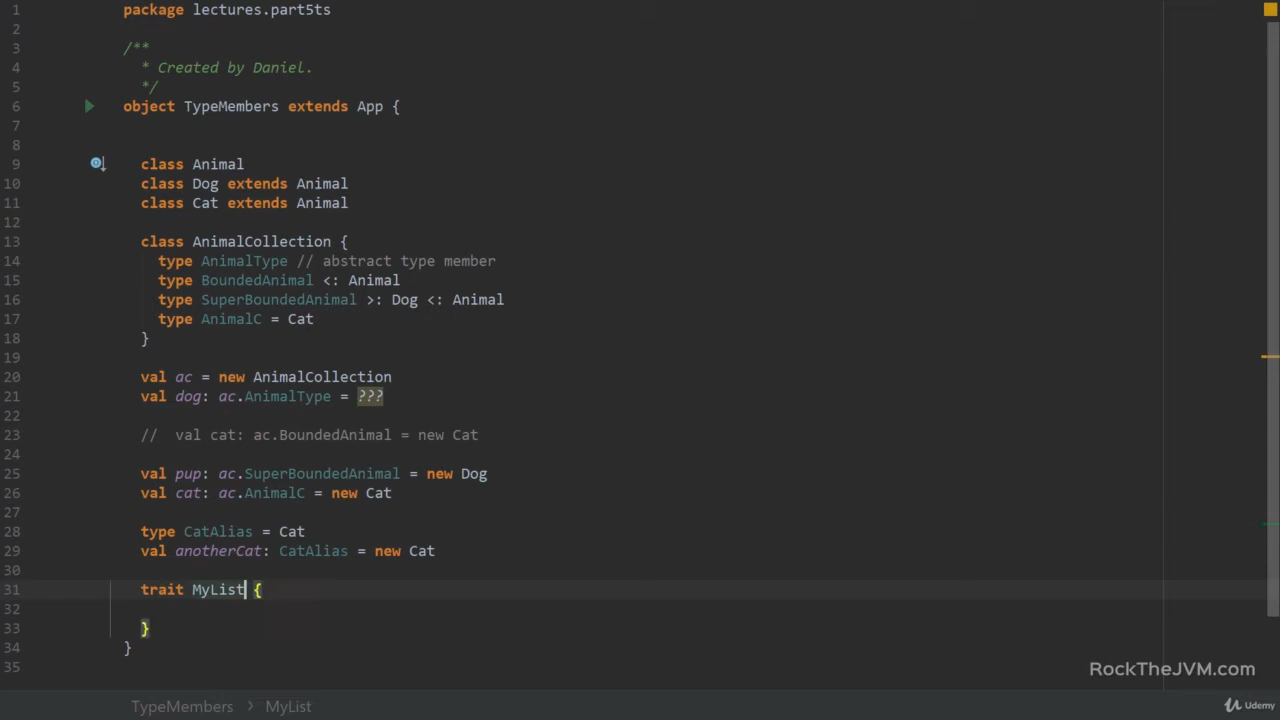 1 package lectures.part5ts
2
3 /**
4 * Created by Daniel.
5 */
6 object TypeMembers extends App {
7
8
9 class Animal
10 class Dog extends Animal
11 class Cat extends Animal
12
13 class AnimalCollection {
14 type AnimalType // abstract type member
15 type BoundedAnimal <: Animal
16 type SuperBoundedAnimal >: Dog <: Animal
17 type AnimalC = Cat
18 }
19
20 val ac = new AnimalCollection
21 val dog: ac.AnimalType = ???
22
23 // val cat: ac.BoundedAnimal = new Cat
24
25 val pup: ac.SuperBoundedAnimal = new Dog
26 val cat: ac.AnimalC = new Cat
27
28 type CatAlias = Cat
29 val anotherCat: CatAlias = new Cat
30
31 trait MyList {
32
33 }
34 }
35
RockTheJVM.com
TypeMembers > MyList
Udemy